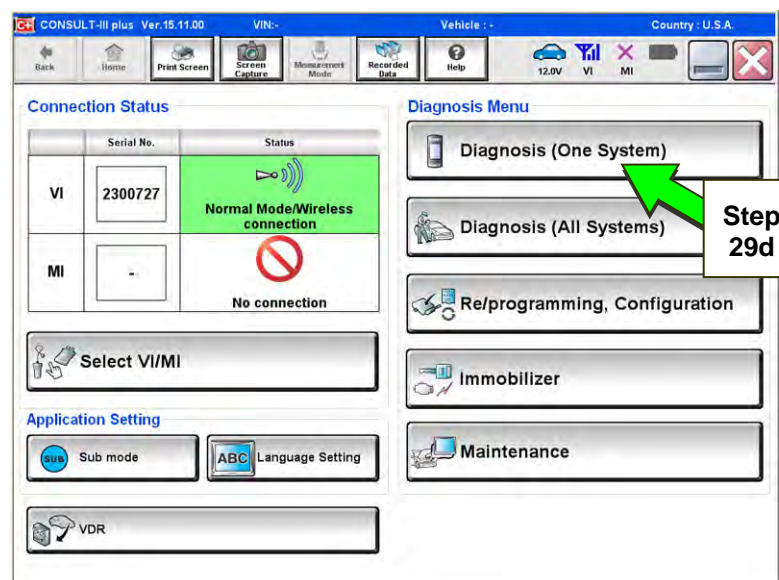 C+ CONSULT-III plus Ver.15.11.00 VIN:- Vehicle : - Country : U.S.A.
Back Home Print Screen Screen Capture Measurement Mode Recorded Data Help 12.0V VI MI
Connection Status
Serial No. Status
VI 2300727 Normal Mode/Wireless
connection
MI - No connection
Select VI/MI
Application Setting
SUB Sub mode ABC Language Setting
VDR
Diagnosis Menu
Diagnosis (One System)
Step
29d
Diagnosis (All Systems)
Re/programming, Configuration
Immobilizer
Maintenance